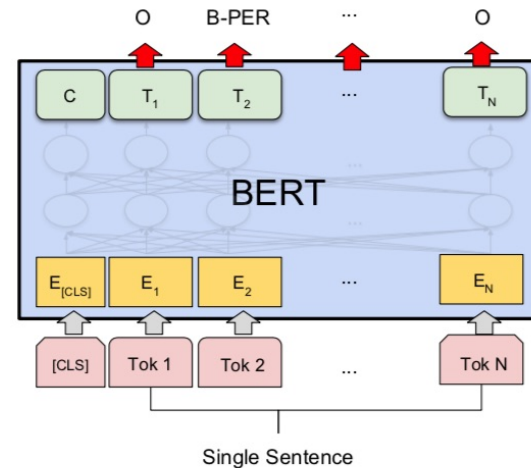 O B-PER ... O
C T1 T2 ... TN
...
BERT
...
E[CLS] E1 E2 ... EN
[CLS] Tok 1 Tok 2 ... Tok N
Single Sentence